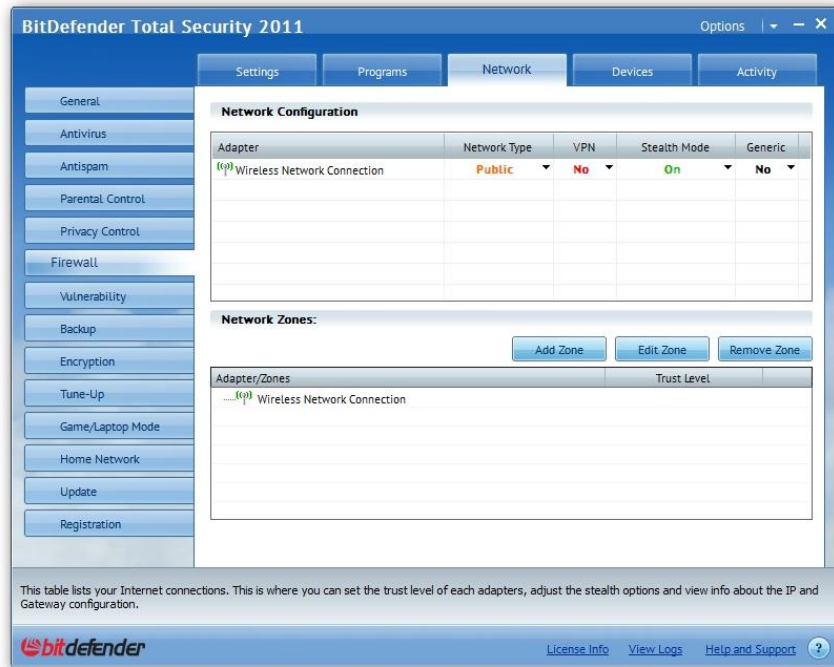 BitDefender Total Security 2011
Options
Settings Programs Network Devices Activity
General
Antivirus
Antispam
Parental Control
Privacy Control
Firewall
Vulnerability
Backup
Encryption
Tune-Up
Game/Laptop Mode
Home Network
Update
Registration
Network Configuration
Adapter Network Type VPN Stealth Mode Generic
Wireless Network Connection Public No On No
Network Zones:
Add Zone Edit Zone Remove Zone
Adapter/Zones Trust Level
Wireless Network Connection
This table lists your Internet connections. This is where you can set the trust level of each adapters, adjust the stealth options and view info about the IP and
Gateway configuration.
bitdefender License Info View Logs Help and Support ?